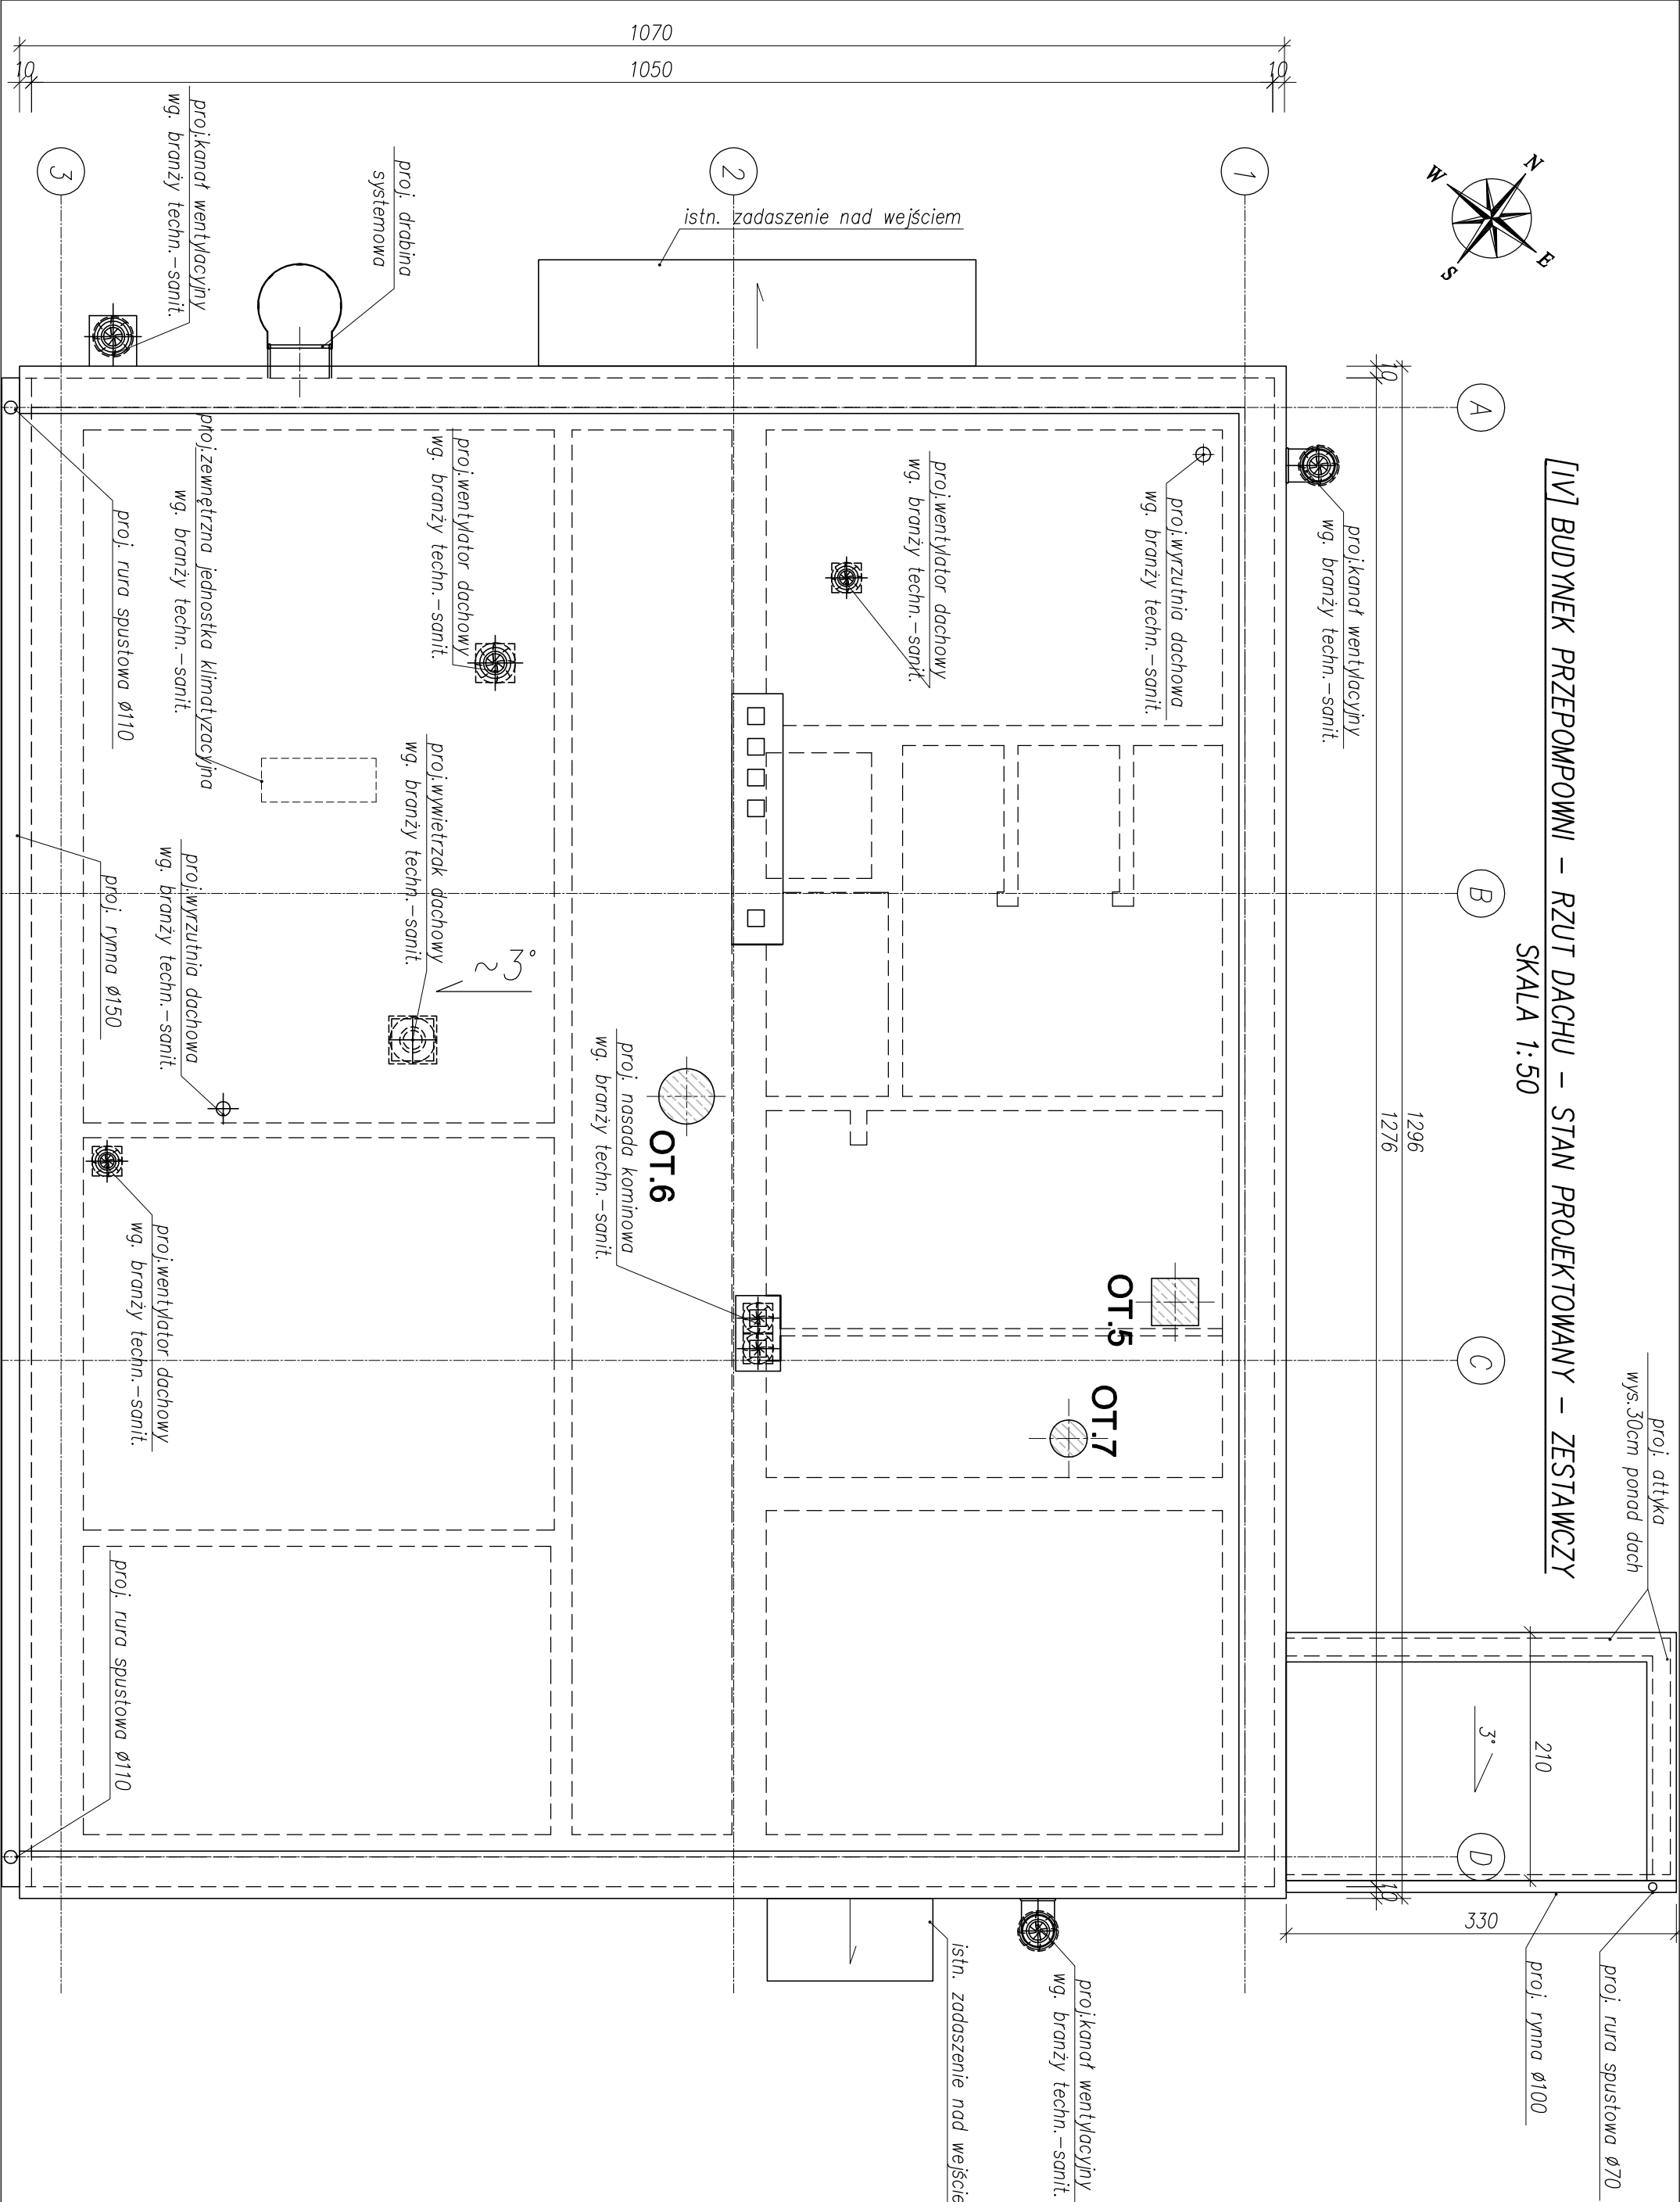 [IV] BUDYNEK PRZEPOMPOWNI - RZUT DACHU - STAN PROJEKTOWANY - ZESTAWCZY
SKALA 1:50
N
E
S
W
proj. attyka
wys.30cm ponad dach
proj. rura spustowa ø70
proj. rynna ø100
210
3°
330
A
B
C
D
1296
1276
10
10
proj.kanał wentylacyjny
wg. branży techn.-sanit.
1
2
3
1070
1050
10
10
proj.wyrzutnia dachowa
wg. branży techn.-sanit.
proj.wentylator dachowy
wg. branży techn.-sanit.
OT.5
OT.7
proj.kanał wentylacyjny
wg. branży techn.-sanit.
istn. zadaszenie nad wejściem
istn. zadaszenie nad wejście
OT.6
proj. nasada kominowa
wg. branży techn.-sanit.
~3°
proj.wentylator dachowy
wg. branży techn.-sanit.
proj.wywietrzak dachowy
wg. branży techn.-sanit.
proj. drabina
systemowa
proj.kanał wentylacyjny
wg. branży techn.-sanit.
proj.zewnętrzna jednostka klimatyzacyjna
wg. branży techn.-sanit.
proj.wyrzutnia dachowa
wg. branży techn.-sanit.
proj.wentylator dachowy
wg. branży techn.-sanit.
proj. rura spustowa ø110
proj. rynna ø150
proj. rura spustowa ø110